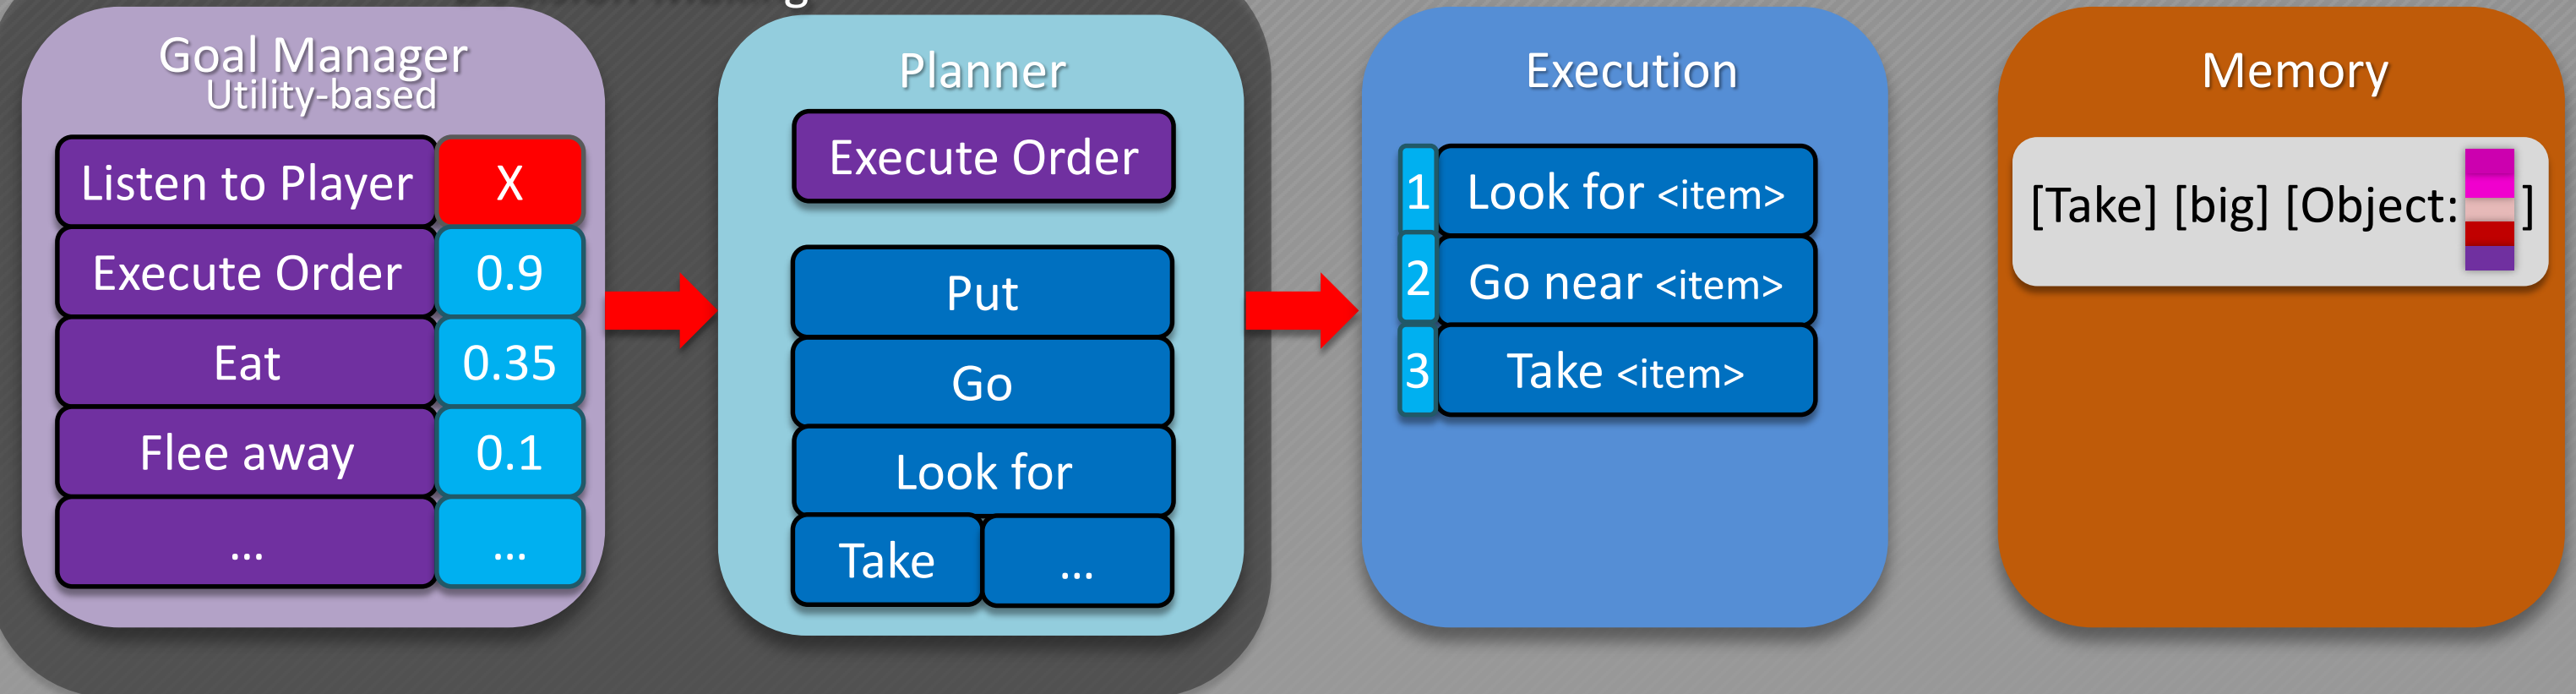 Goal Manager
Utility-based
Listen to Player X
Execute Order 0.9
Eat 0.35
Flee away 0.1
... ...
Planner
Execute Order
Put
Go
Look for
Take ...
Execution
1 Look for <item>
2 Go near <item>
3 Take <item>
Memory
[Take] [big] [Object: ]